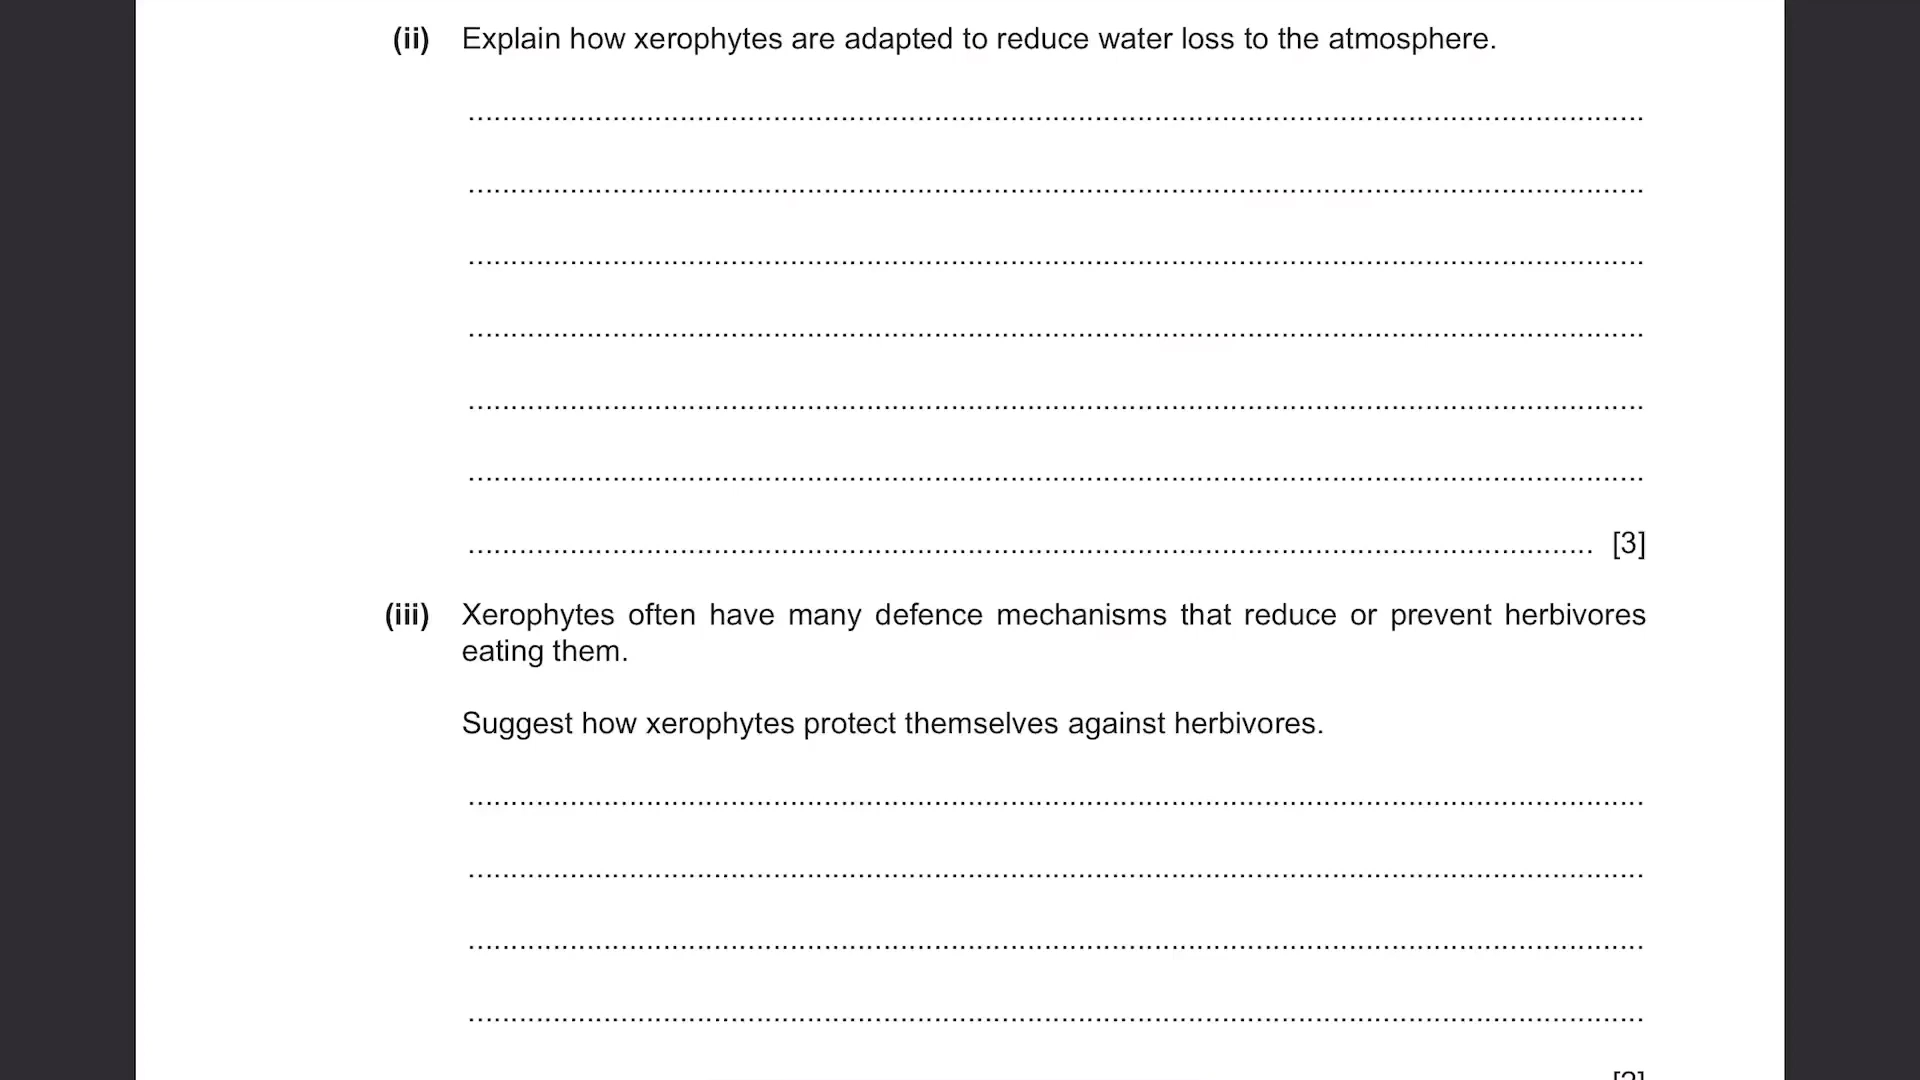 (ii) Explain how xerophytes are adapted to reduce water loss to the atmosphere.
[3]
(iii) Xerophytes often have many defence mechanisms that reduce or prevent herbivores
eating them.
Suggest how xerophytes protect themselves against herbivores.